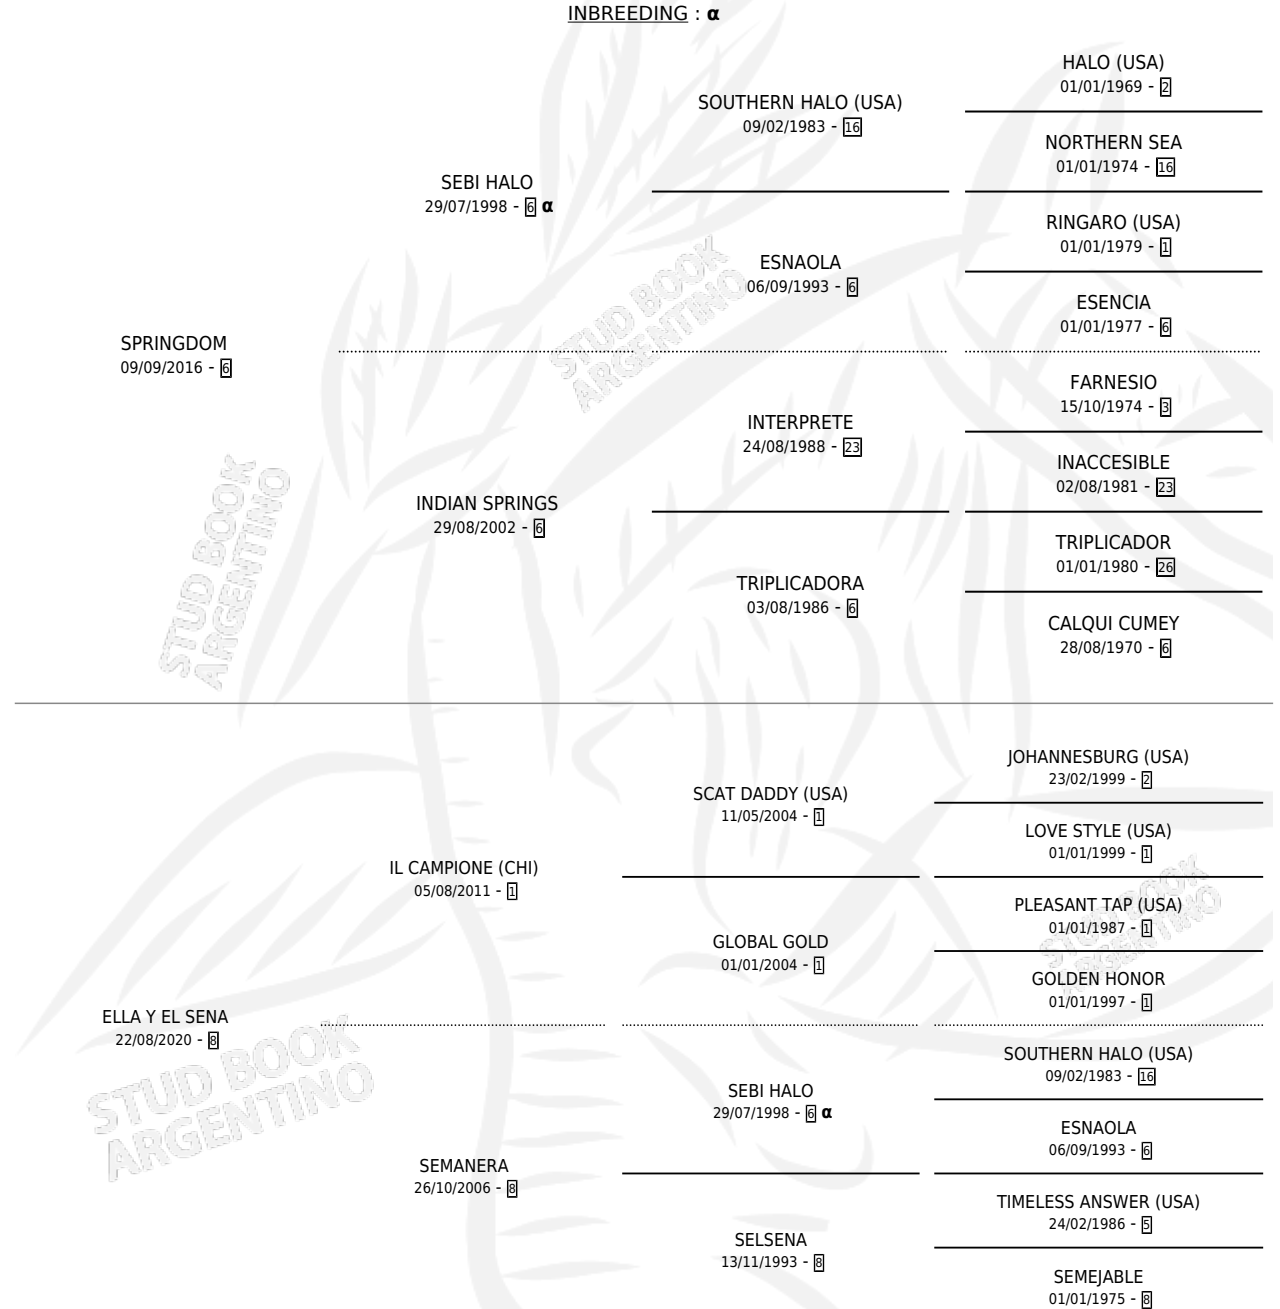 INBREEDING : α
HALO (USA)
01/01/1969 - 2
SOUTHERN HALO (USA)
09/02/1983 - 16
NORTHERN SEA
01/01/1974 - 16
SEBI HALO
29/07/1998 - 6 α
RINGARO (USA)
01/01/1979 - 1
ESNAOLA
06/09/1993 - 6
ESENCIA
01/01/1977 - 6
SPRINGDOM
09/09/2016 - 6
FARNESIO
15/10/1974 - 3
INTERPRETE
24/08/1988 - 23
INACCESIBLE
02/08/1981 - 23
INDIAN SPRINGS
29/08/2002 - 6
TRIPLICADOR
01/01/1980 - 26
TRIPLICADORA
03/08/1986 - 6
CALQUI CUMEY
28/08/1970 - 6
STUD BOOK
ARGENTINO
STUD BOOK
ARGENTINO
JOHANNESBURG (USA)
23/02/1999 - 2
SCAT DADDY (USA)
11/05/2004 - 1
LOVE STYLE (USA)
01/01/1999 - 1
IL CAMPIONE (CHI)
05/08/2011 - 1
PLEASANT TAP (USA)
01/01/1987 - 1
GLOBAL GOLD
01/01/2004 - 1
GOLDEN HONOR
01/01/1997 - 1
ELLA Y EL SENA
22/08/2020 - 8
SOUTHERN HALO (USA)
09/02/1983 - 16
SEBI HALO
29/07/1998 - 6 α
ESNAOLA
06/09/1993 - 6
SEMANERA
26/10/2006 - 8
TIMELESS ANSWER (USA)
24/02/1986 - 5
SELSENA
13/11/1993 - 8
SEMEJABLE
01/01/1975 - 8
STUD BOOK
ARGENTINO
STUD BOOK
ARGENTINO